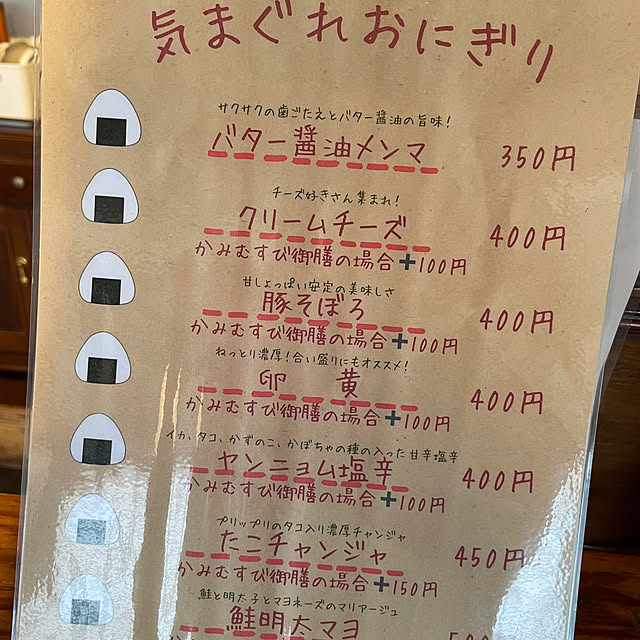 気まぐれおにぎり
サクサクの歯ごたえとバター醤油の旨味!
バター醤油メンマ 350円
チーズ好きさん集まれ!
クリームチーズ 400円
かみむすび御膳の場合+100円
甘しょっぱい安定の美味しさ
豚そぼろ 400円
かみむすび御膳の場合+100円
ねっとり濃厚!合い盛りにもオススメ!
卵黄 400円
かみむすび御膳の場合+100円
イカ、タコ、かずのこ、かぼちゃの種の入った甘辛塩辛
ヤンニョム塩辛 400円
かみむすび御膳の場合+100円
プリップリのタコ入り濃厚チャンジャ
たこチャンジャ 450円
かみむすび御膳の場合+150円
鮭と明太子とマヨネーズのマリアージュ
鮭明太マヨ